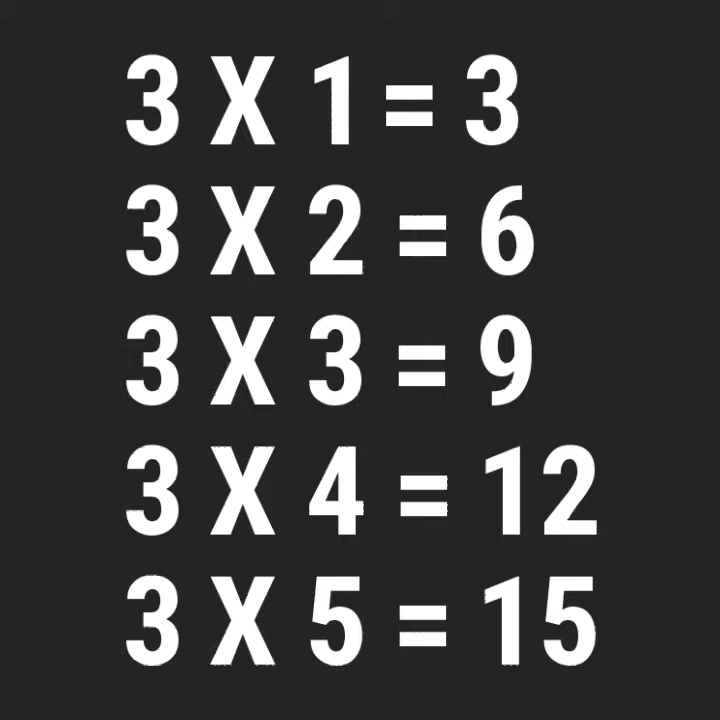 3 X 1 = 3
3 X 2 = 6
3 X 3 = 9
3 X 4 = 12
3 X 5 = 15